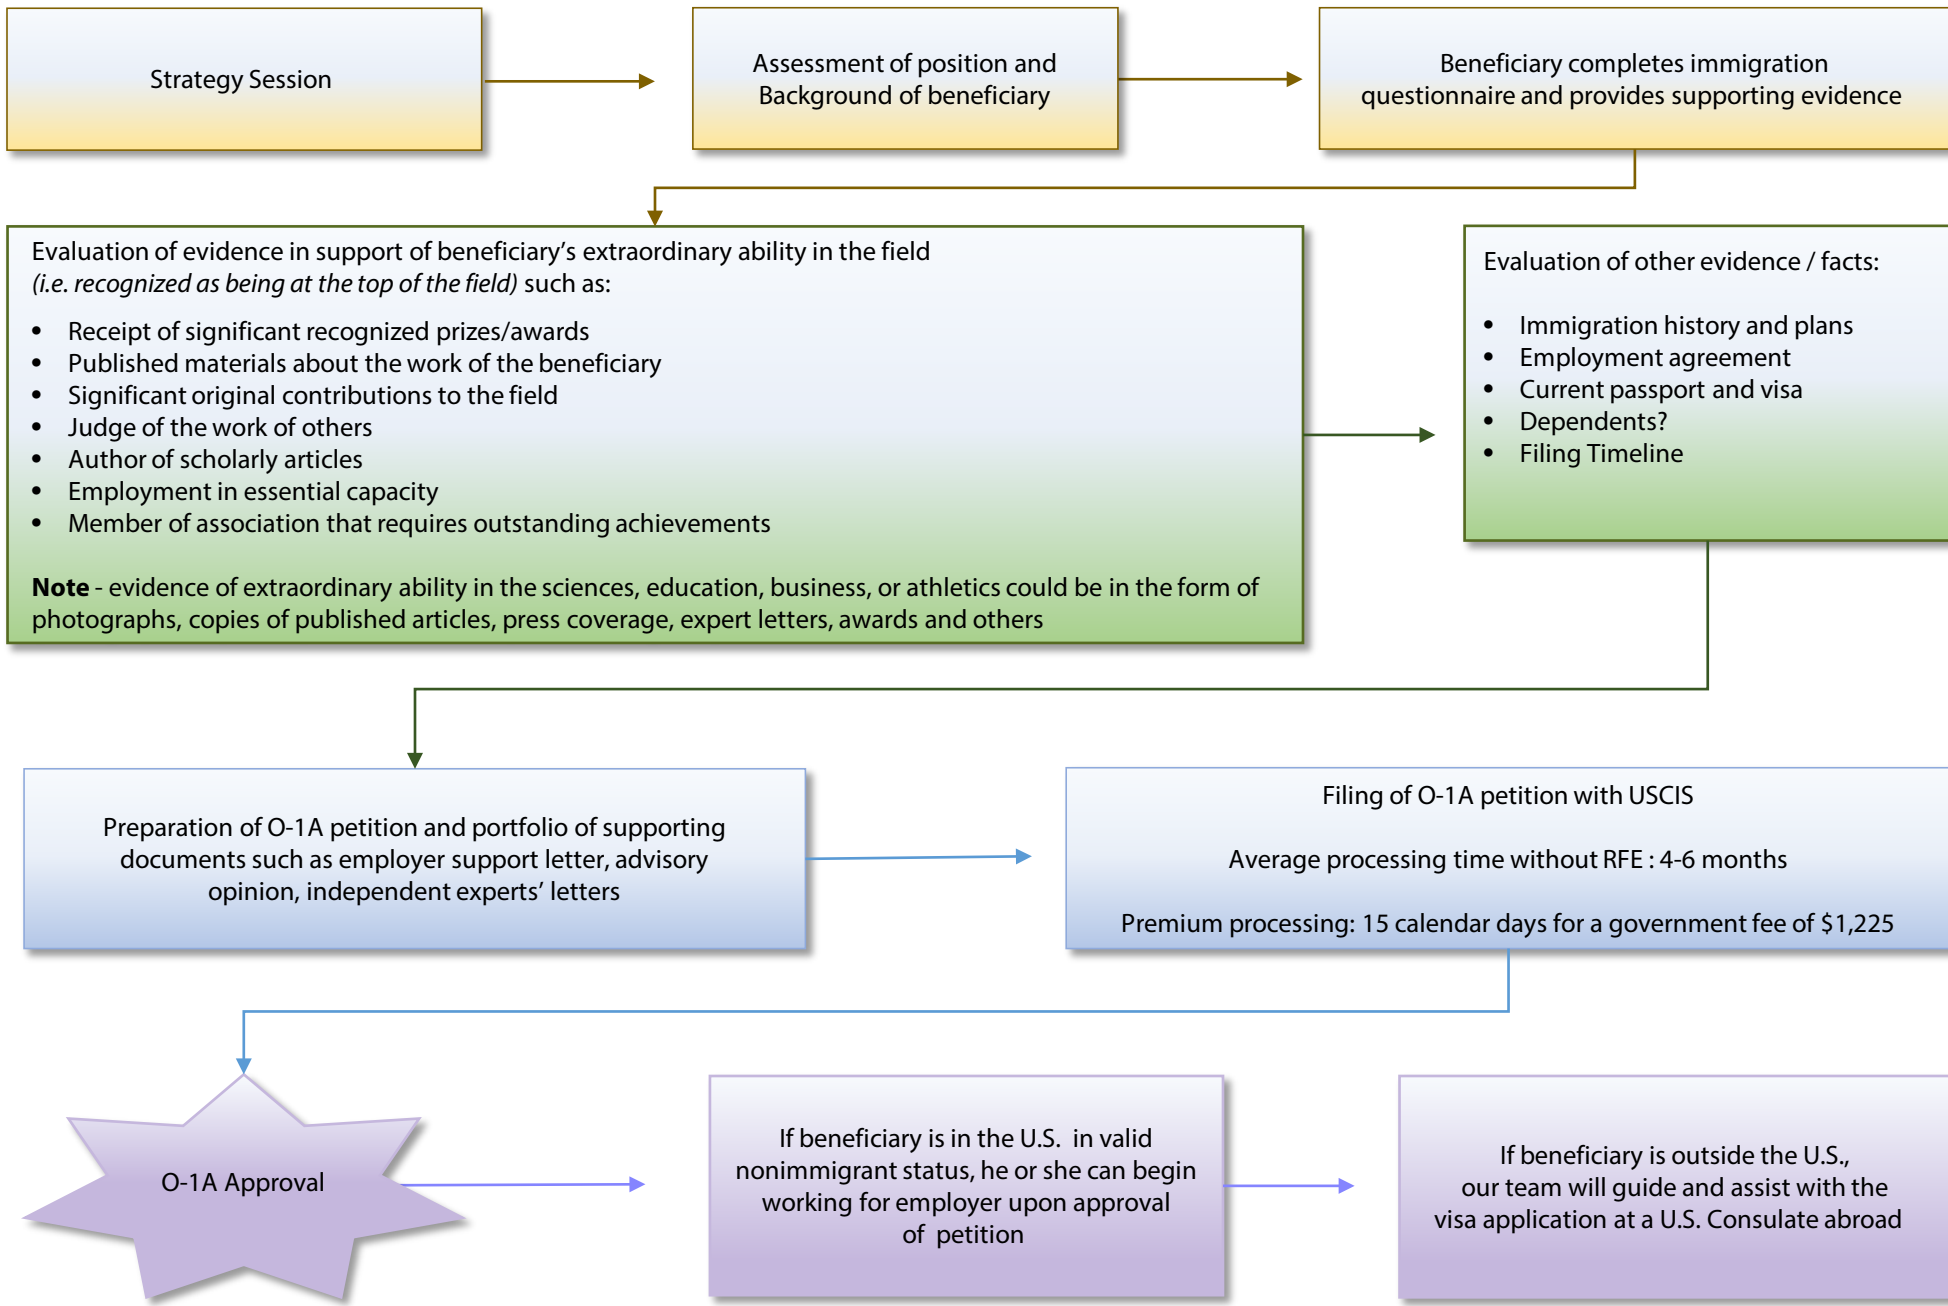 Strategy Session
Assessment of position and
Background of beneficiary
Beneficiary completes immigration
questionnaire and provides supporting evidence
Evaluation of evidence in support of beneficiary’s extraordinary ability in the field
(i.e. recognized as being at the top of the field) such as:
• Receipt of significant recognized prizes/awards
• Published materials about the work of the beneficiary
• Significant original contributions to the field
• Judge of the work of others
• Author of scholarly articles
• Employment in essential capacity
• Member of association that requires outstanding achievements
Note - evidence of extraordinary ability in the sciences, education, business, or athletics could be in the form of
photographs, copies of published articles, press coverage, expert letters, awards and others
Evaluation of other evidence / facts:
• Immigration history and plans
• Employment agreement
• Current passport and visa
• Dependents?
• Filing Timeline
Preparation of O-1A petition and portfolio of supporting
documents such as employer support letter, advisory
opinion, independent experts’ letters
Filing of O-1A petition with USCIS
Average processing time without RFE : 4-6 months
Premium processing: 15 calendar days for a government fee of $1,225
O-1A Approval
If beneficiary is in the U.S. in valid
nonimmigrant status, he or she can begin
working for employer upon approval
of petition
If beneficiary is outside the U.S.,
our team will guide and assist with the
visa application at a U.S. Consulate abroad